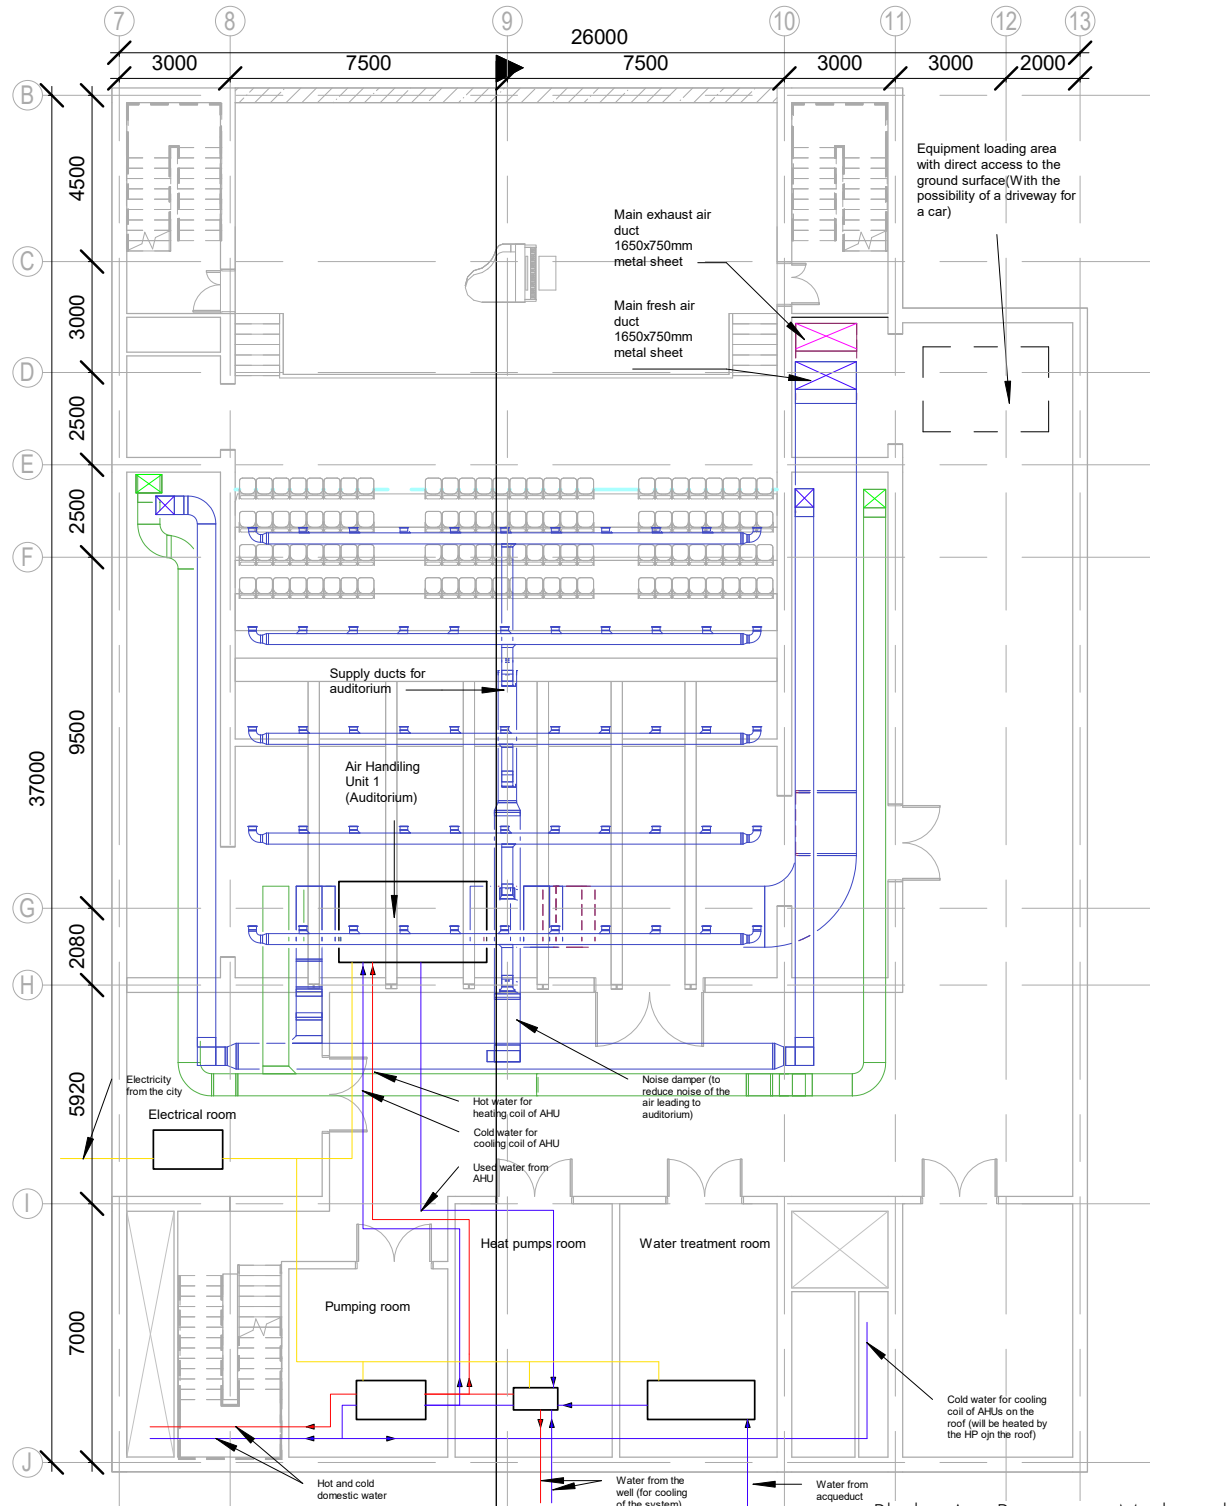 7 8 9 10 11 12 13
26000
3000 7500 7500 3000 3000 2000
B
C
D
E
F
G
H
I
J
4500
3000
2500
2500
9500
2080
5920
7000
37000
Equipment loading area
with direct access to the
ground surface(With the
possibility of a driveway for
a car)
Main exhaust air
duct
1650x750mm
metal sheet
Main fresh air
duct
1650x750mm
metal sheet
Supply ducts for
auditorium
Air Handiling
Unit 1
(Auditorium)
Electricity
from the city
Electrical room
Hot water for
heating coil of AHU
Cold water for
cooling coil of AHU
Used water from
AHU
Noise damper (to
reduce noise of the
air leading to
auditorium)
Heat pumps room
Water treatment room
Pumping room
Cold water for cooling
coil of AHUs on the
roof (will be heated by
the HP ojn the roof)
Hot and cold
domestic water
Water from the
well (for cooling
of the system)
Water from
acqueduct